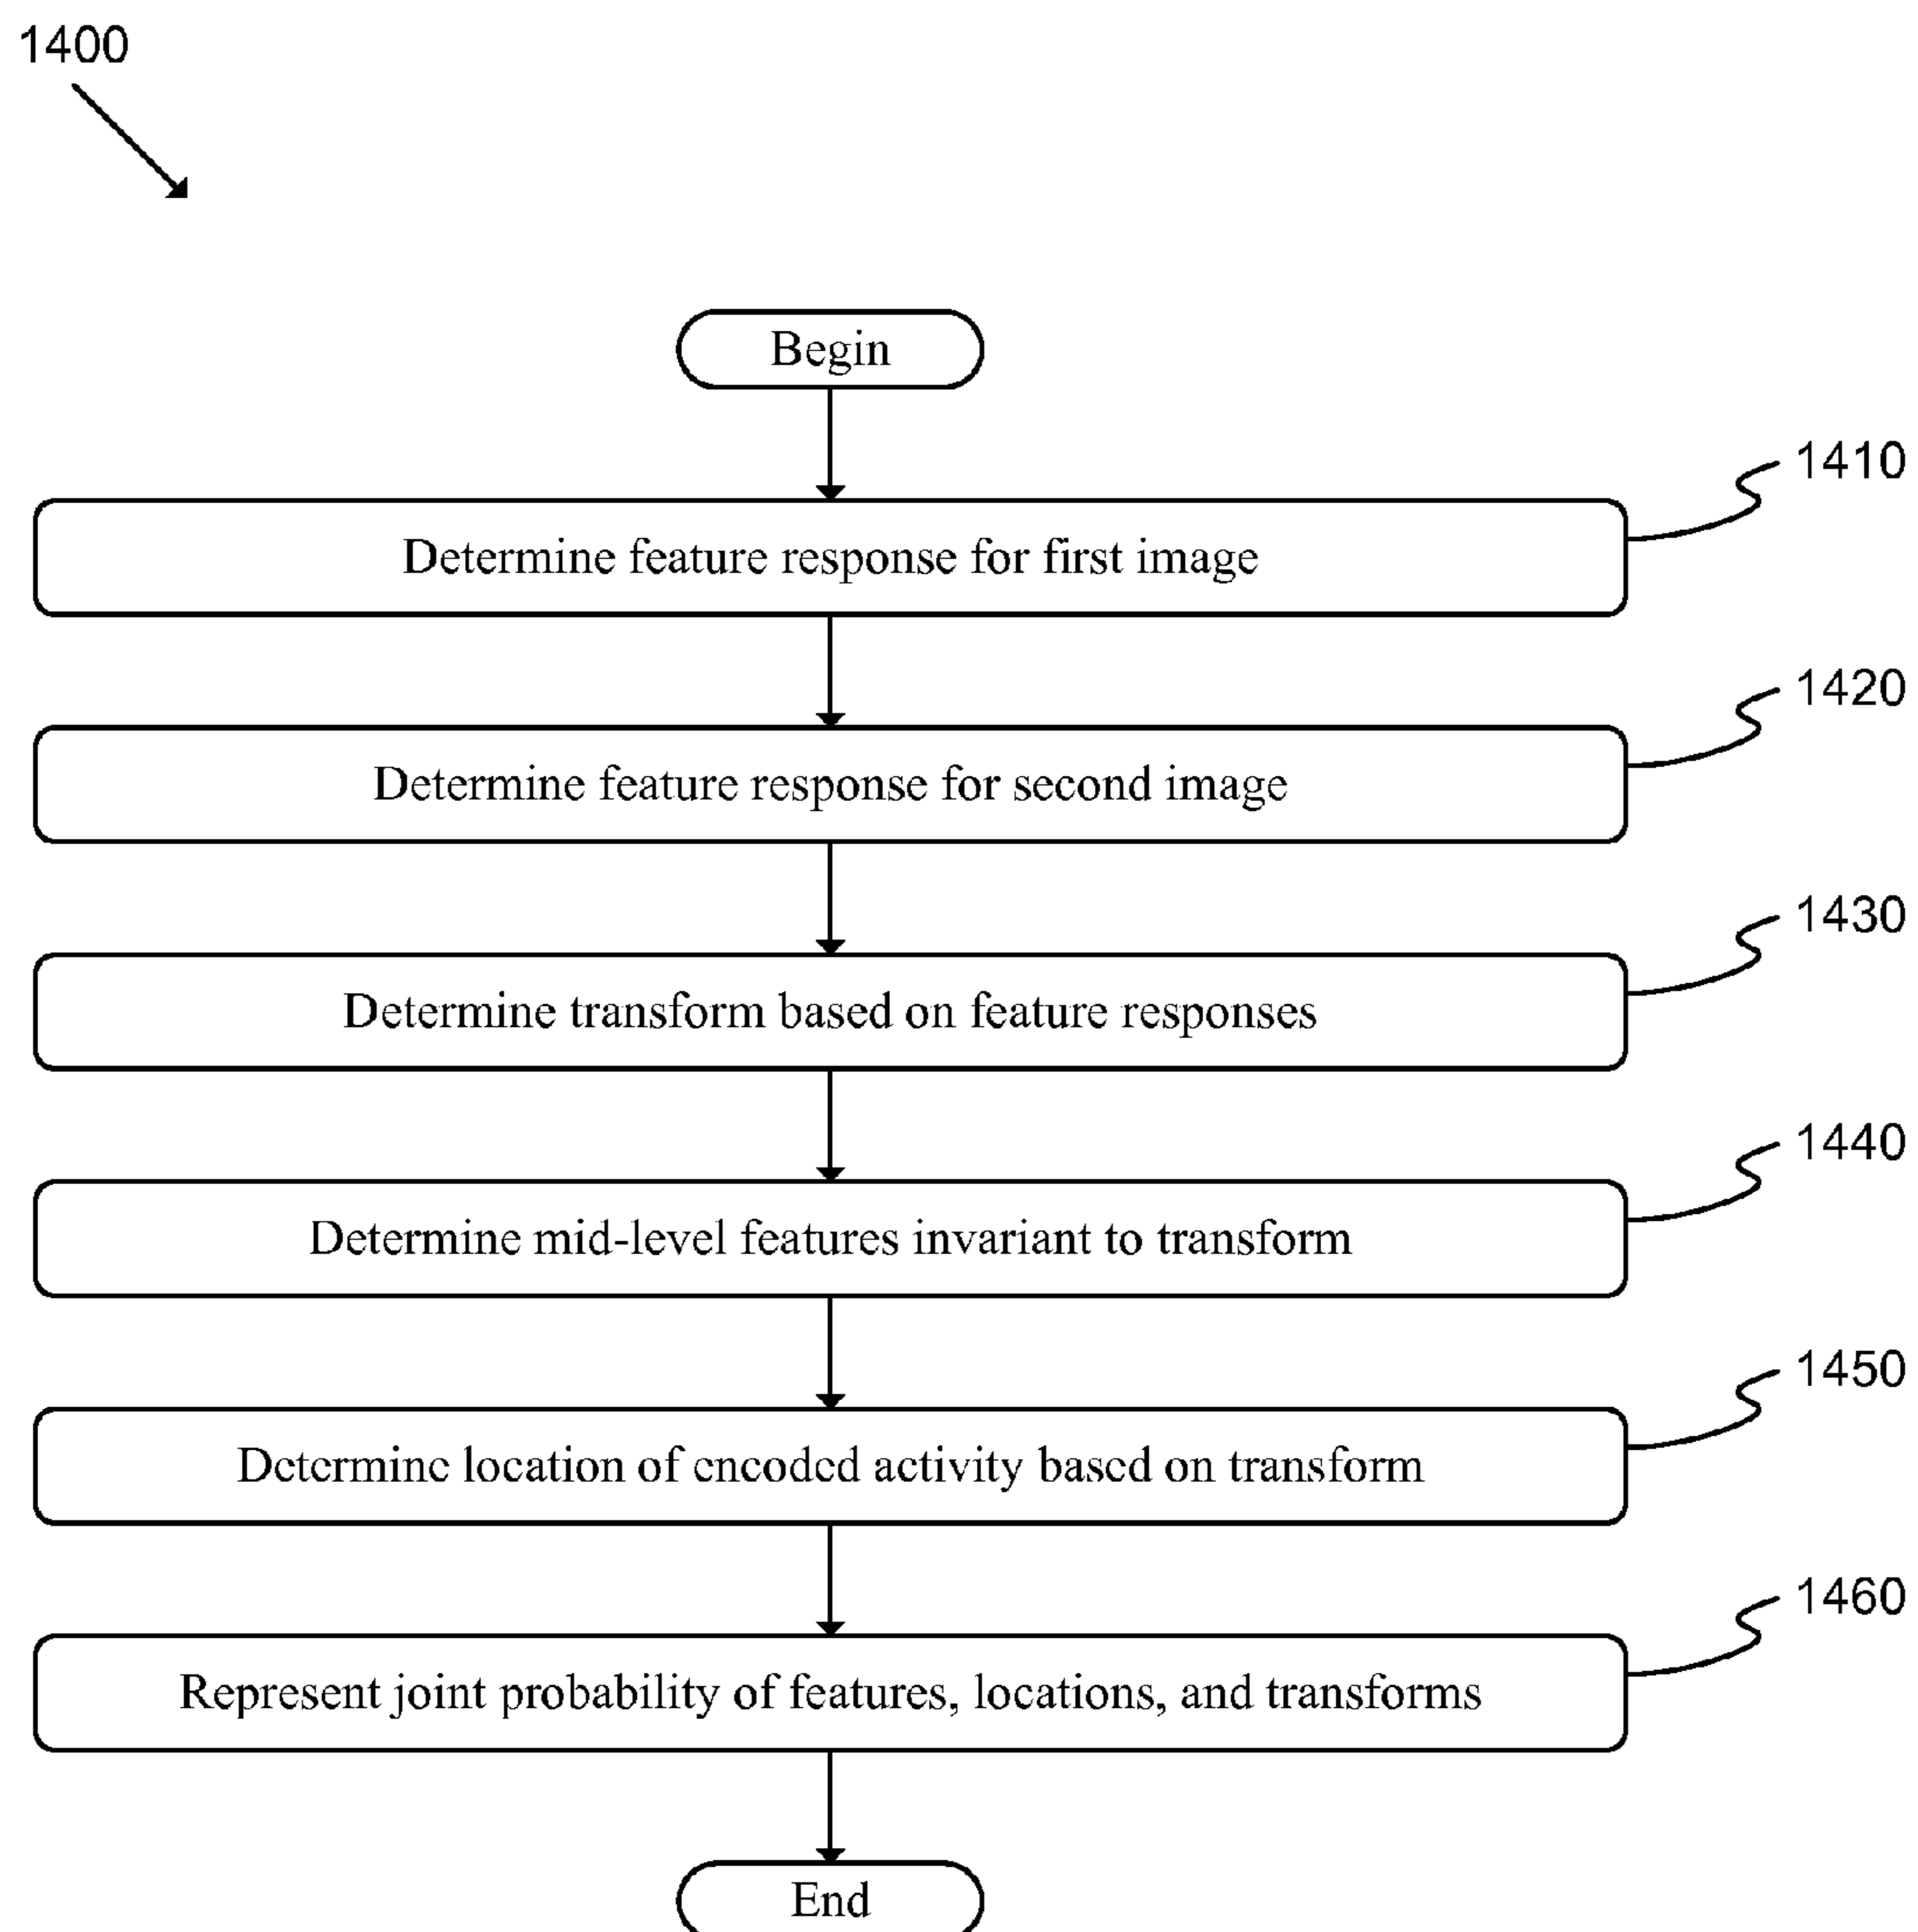 1400
Begin
1410
Determine feature response for first image
1420
Determine feature response for second image
1430
Determine transform based on feature responses
1440
Determine mid-level features invariant to transform
1450
Determine location of encoded activity based on transform
1460
Represent joint probability of features, locations, and transforms
End